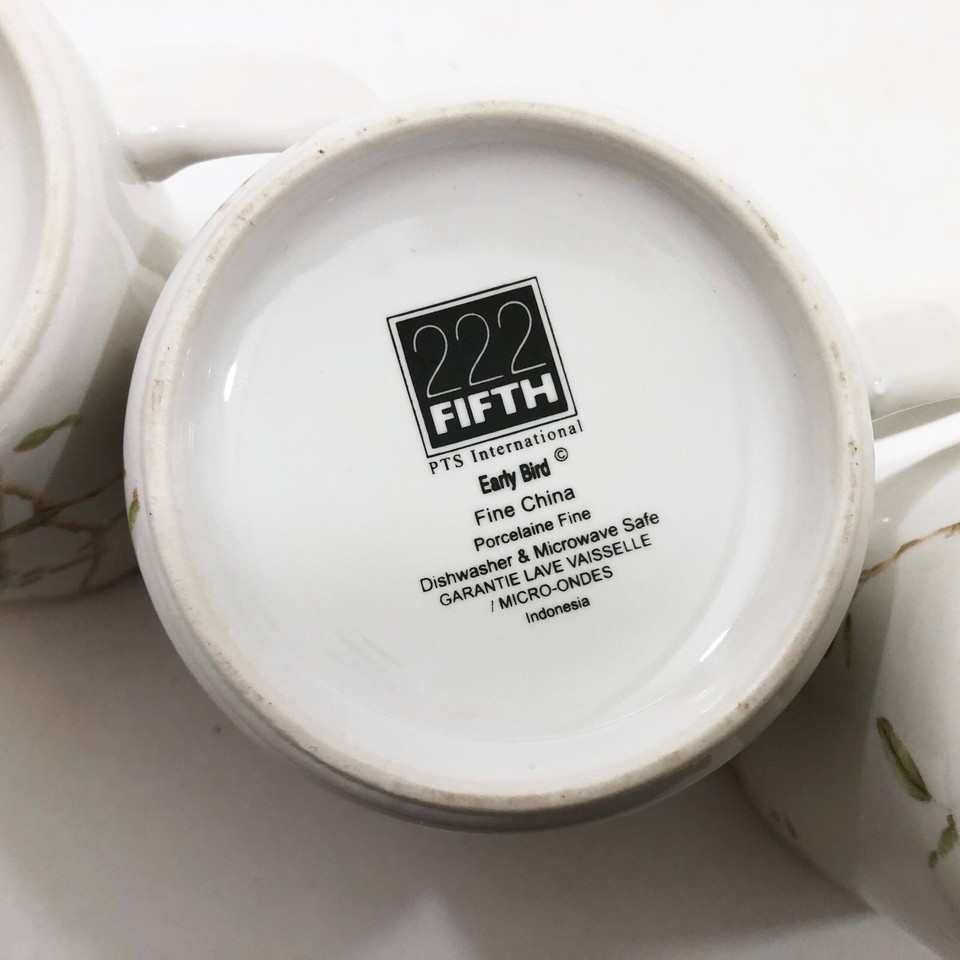 222
FIFTH
PTS International
Early Bird ©
Fine China
Porcelaine Fine
Dishwasher & Microwave Safe
GARANTIE LAVE VAISSELLE
/ MICRO-ONDES
Indonesia